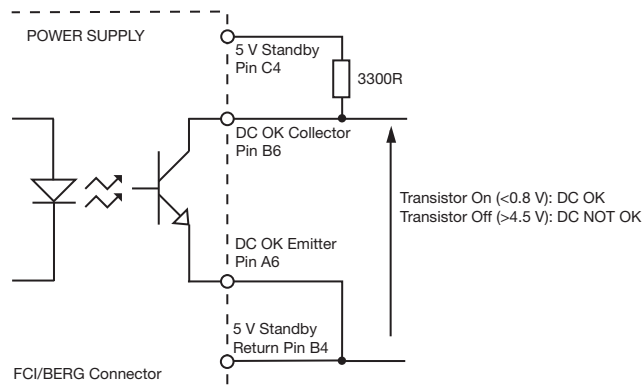 POWER SUPPLY
5 V Standby
Pin C4
3300R
DC OK Collector
Pin B6
Transistor On (<0.8 V): DC OK
Transistor Off (>4.5 V): DC NOT OK
DC OK Emitter
Pin A6
5 V Standby
Return Pin B4
FCI/BERG Connector